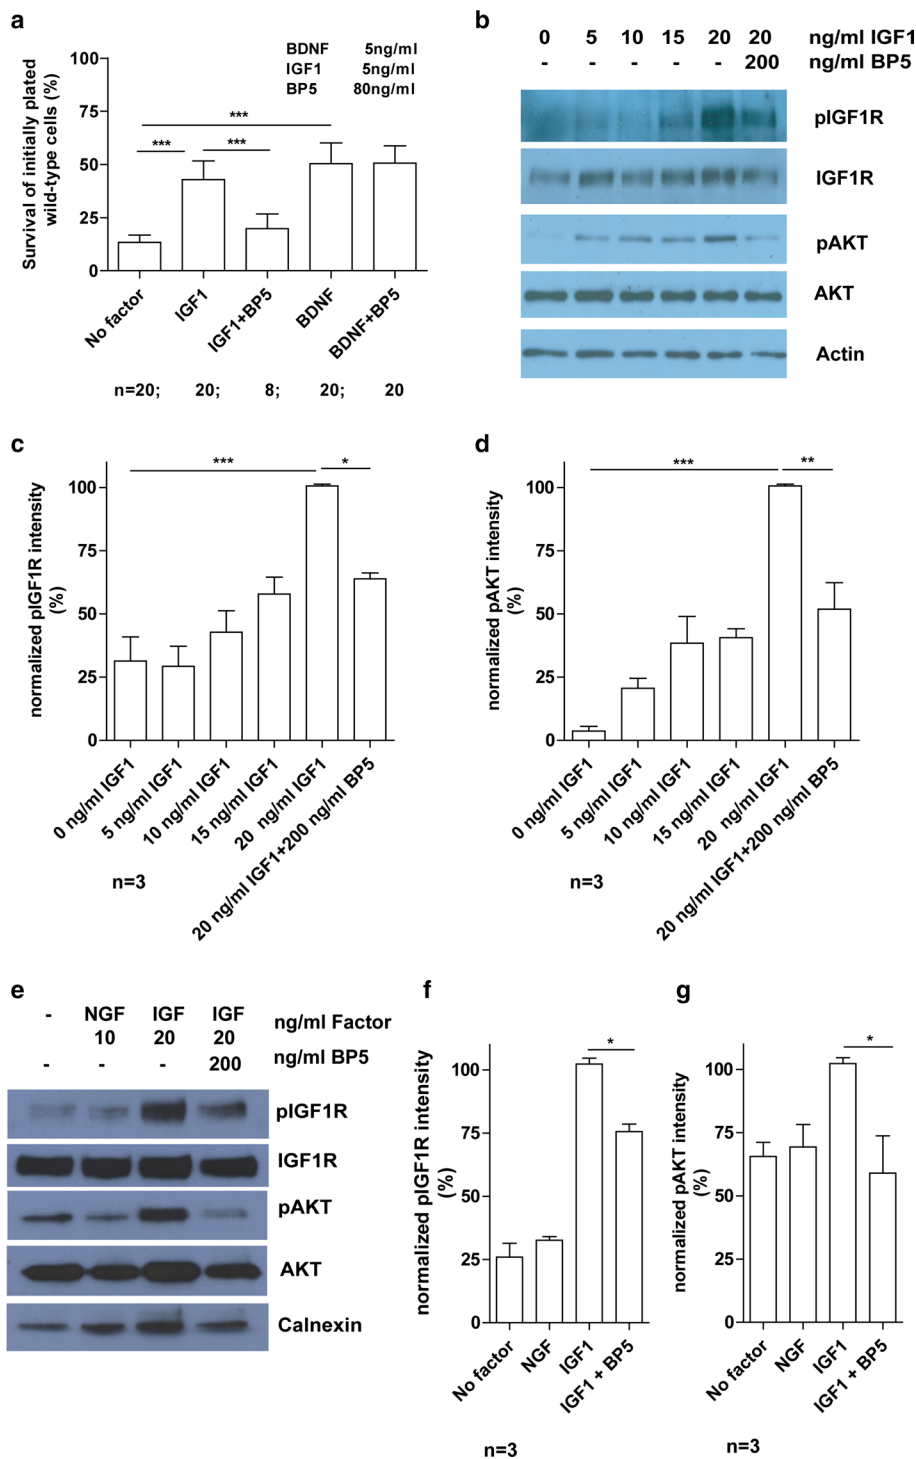 a
BDNF 5ng/ml
IGF1 5ng/ml
BP5 80ng/ml
Survival of initially plated
wild-type cells (%)
100
75
50
25
0
***
***
***
No factor
IGF1
IGF1+BP5
BDNF
BDNF+BP5
n=20; 20; 8; 20; 20
b
0 5 10 15 20 20 ng/ml IGF1
- - - - - 200 ng/ml BP5
pIGF1R
IGF1R
pAKT
AKT
Actin
c
normalized pIGF1R intensity
(%)
100
75
50
25
0
***
*
0 ng/ml IGF1
5 ng/ml IGF1
10 ng/ml IGF1
15 ng/ml IGF1
20 ng/ml IGF1
20 ng/ml IGF1+200 ng/ml BP5
n=3
d
normalized pAKT intensity
(%)
100
75
50
25
0
***
**
0 ng/ml IGF1
5 ng/ml IGF1
10 ng/ml IGF1
15 ng/ml IGF1
20 ng/ml IGF1
20 ng/ml IGF1+200 ng/ml BP5
n=3
e
- NGF IGF IGF
10 20 20 ng/ml Factor
- - - 200 ng/ml BP5
pIGF1R
IGF1R
pAKT
AKT
Calnexin
f
normalized pIGF1R intensity
(%)
100
75
50
25
0
*
No factor
NGF
IGF1
IGF1 + BP5
n=3
g
normalized pAKT intensity
(%)
100
75
50
25
0
*
No factor
NGF
IGF1
IGF1 + BP5
n=3